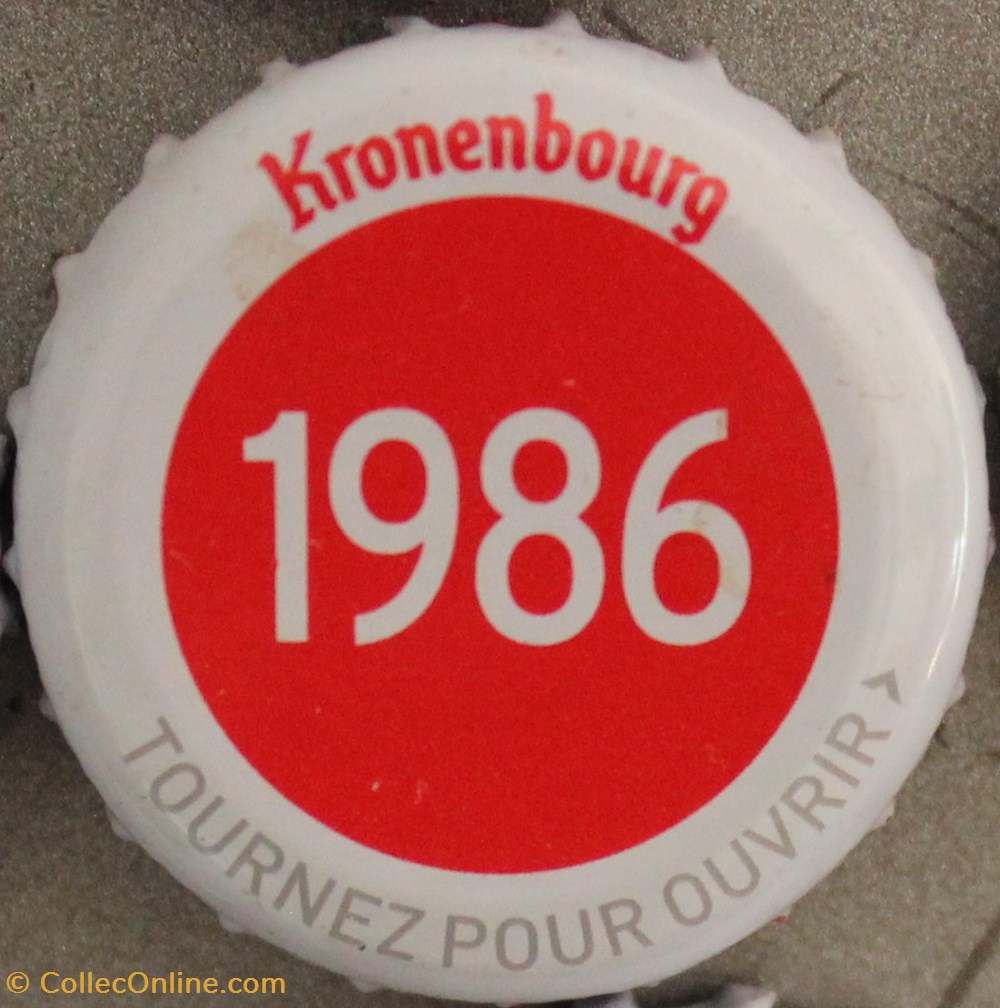 Kronenbourg
1986
TOURNEZ POUR OUVRIR >
© CollecOnline.com